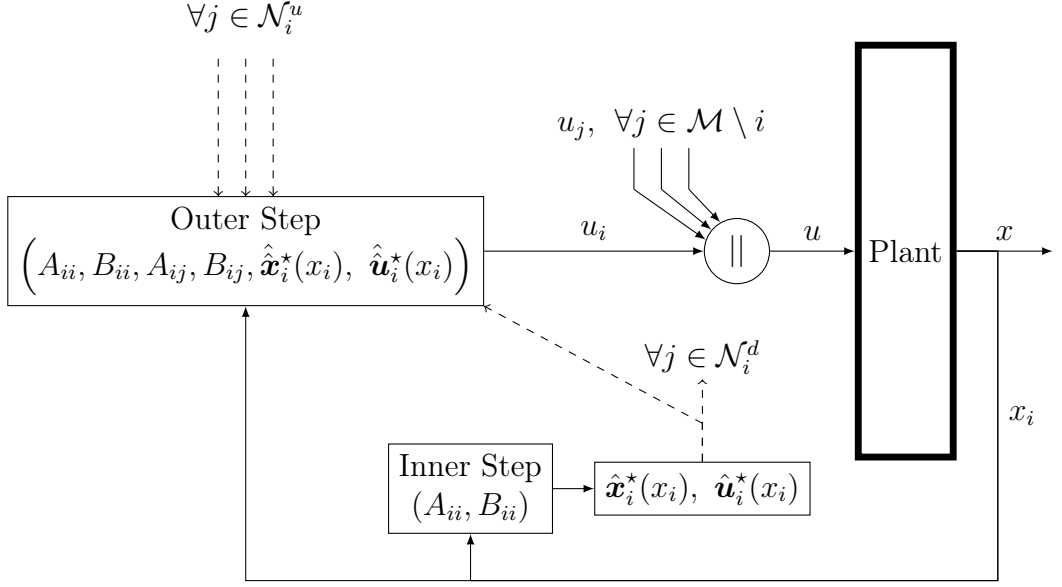 ∀j ∈ 𝒩ᵢᵘ
uⱼ, ∀j ∈ ℳ \ i
Outer Step
(Aᵢᵢ, Bᵢᵢ, Aᵢⱼ, Bᵢⱼ, x̂̂ᵢ⋆(xᵢ), û̂ᵢ⋆(xᵢ))
uᵢ
||
u
Plant
x
∀j ∈ 𝒩ᵢᵈ
xᵢ
Inner Step
(Aᵢᵢ, Bᵢᵢ)
x̂ᵢ⋆(xᵢ), ûᵢ⋆(xᵢ)